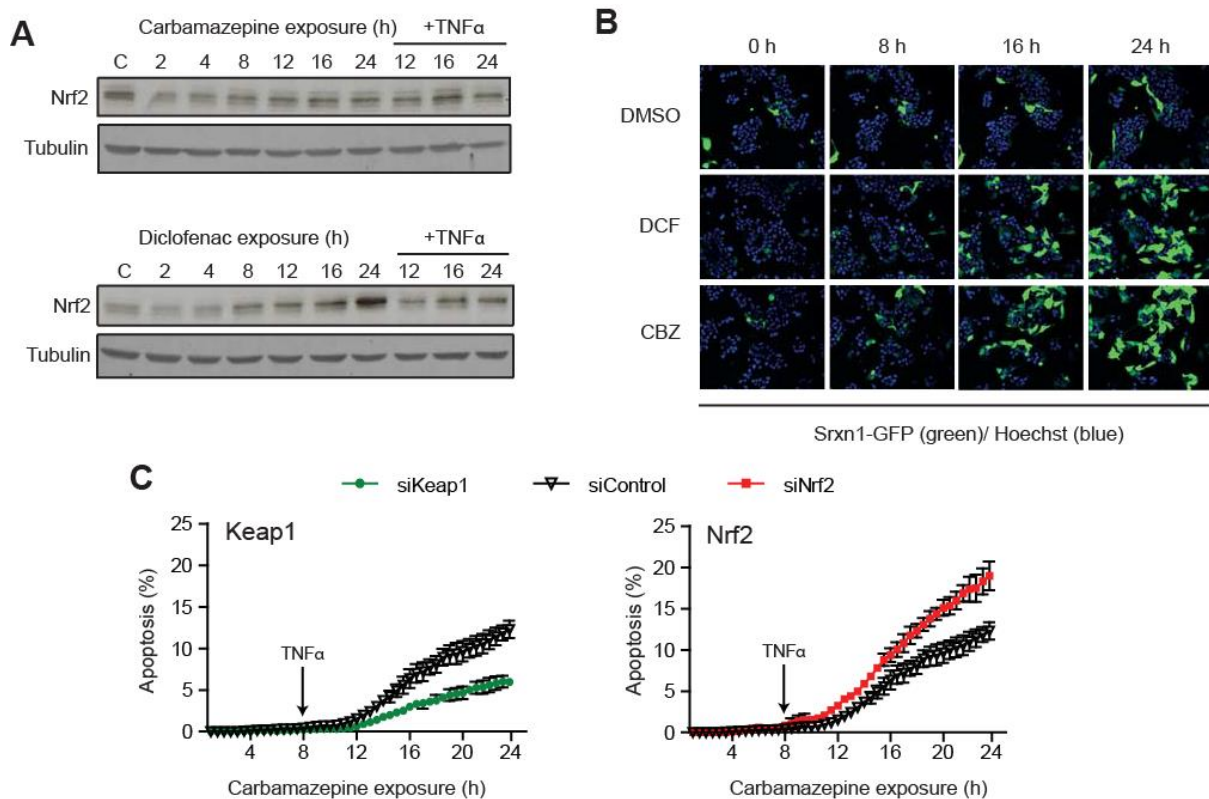 A
Carbamazepine exposure (h) +TNFα
C 2 4 8 12 16 24 12 16 24
Nrf2
Tubulin
Diclofenac exposure (h) +TNFα
C 2 4 8 12 16 24 12 16 24
Nrf2
Tubulin
B
0 h 8 h 16 h 24 h
DMSO
DCF
CBZ
Srxn1-GFP (green)/ Hoechst (blue)
C
siKeap1 siControl siNrf2
Keap1
Apoptosis (%)
25
20
15
10
5
0
TNFα
4 8 12 16 20 24
Carbamazepine exposure (h)
Nrf2
Apoptosis (%)
25
20
15
10
5
0
TNFα
4 8 12 16 20 24
Carbamazepine exposure (h)